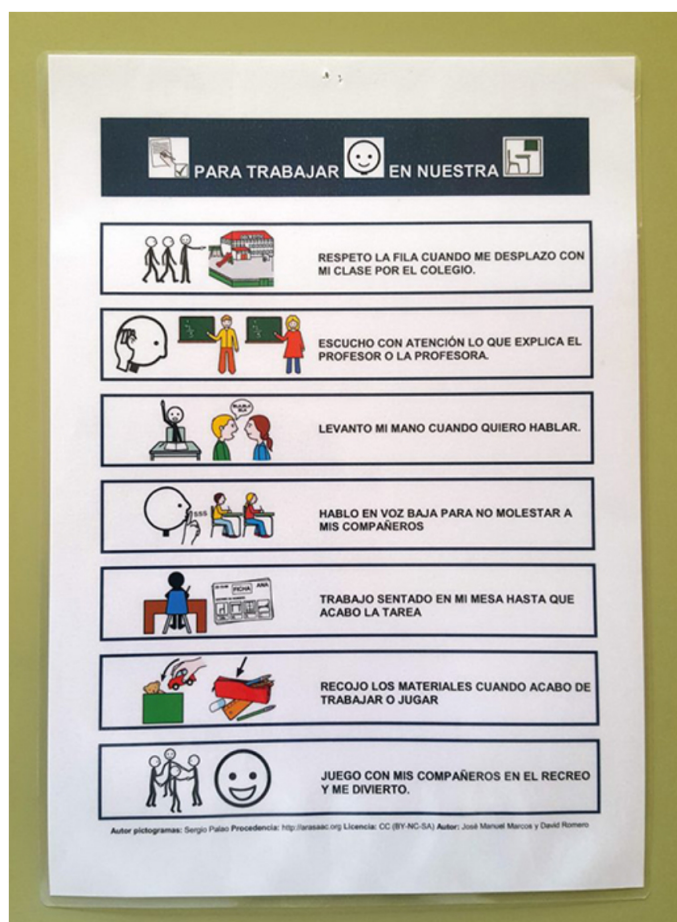 PARA TRABAJAR EN NUESTRA
RESPETO LA FILA CUANDO ME DESPLAZO CON
MI CLASE POR EL COLEGIO.
ESCUCHO CON ATENCIÓN LO QUE EXPLICA EL
PROFESOR O LA PROFESORA.
LEVANTO MI MANO CUANDO QUIERO HABLAR.
SSS
HABLO EN VOZ BAJA PARA NO MOLESTAR A
MIS COMPAÑEROS
FICHA ANA
TRABAJO SENTADO EN MI MESA HASTA QUE
ACABO LA TAREA
RECOJO LOS MATERIALES CUANDO ACABO DE
TRABAJAR O JUGAR
JUEGO CON MIS COMPAÑEROS EN EL RECREO
Y ME DIVIERTO.
Autor pictogramas: Sergio Palao Procedencia: http://arasaac.org Licencia: CC (BY-NC-SA) Autor: José Manuel Marcos y David Romero